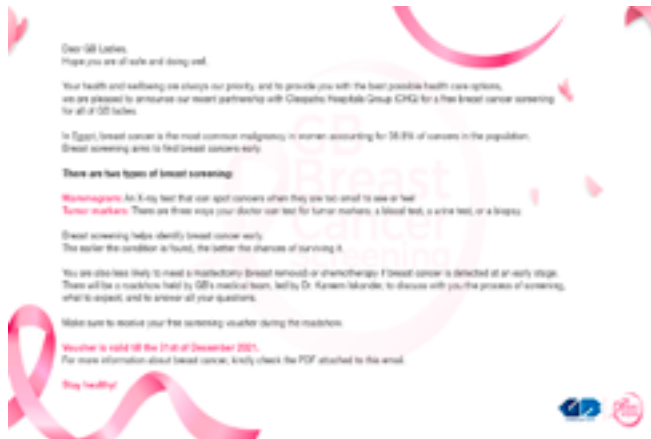 Dear GB Ladies,
Hope you are all safe and doing well.
Your health and wellbeing are always our priority, and to provide you with the best possible health care options,
we are pleased to announce our recent partnership with Cleopatra Hospitals Group (CHG) for a free breast cancer screening
for all of GB ladies.
In Egypt, breast cancer is the most common malignancy in women accounting for of cancers in the population.
Breast screening aims to find breast cancers early.
There are two types of breast screening:
Mammogram: An X-ray test that can spot cancers when they are too small to see or feel
Tumor markers: There are three ways your doctor can test for tumor markers, a blood test, a urine test, or a biopsy.
Breast screening helps identify breast cancer early.
The earlier the condition is found, the better the chances of surviving it.
You are also less likely to need a mastectomy (breast removal) or chemotherapy if breast cancer is detected at an early stage.
There will be a roadshow held by GB's medical team, led by Dr. Kareem Iskander, to discuss with you the process of screening,
what to expect, and to answer all your questions.
Make sure to receive your free screening voucher during the roadshow.
Voucher is valid till the 31st of December 2021.
For more information about breast cancer, kindly check the PDF attached to this email.
Stay healthy!
GB
Breast
Cancer
Screening
GB